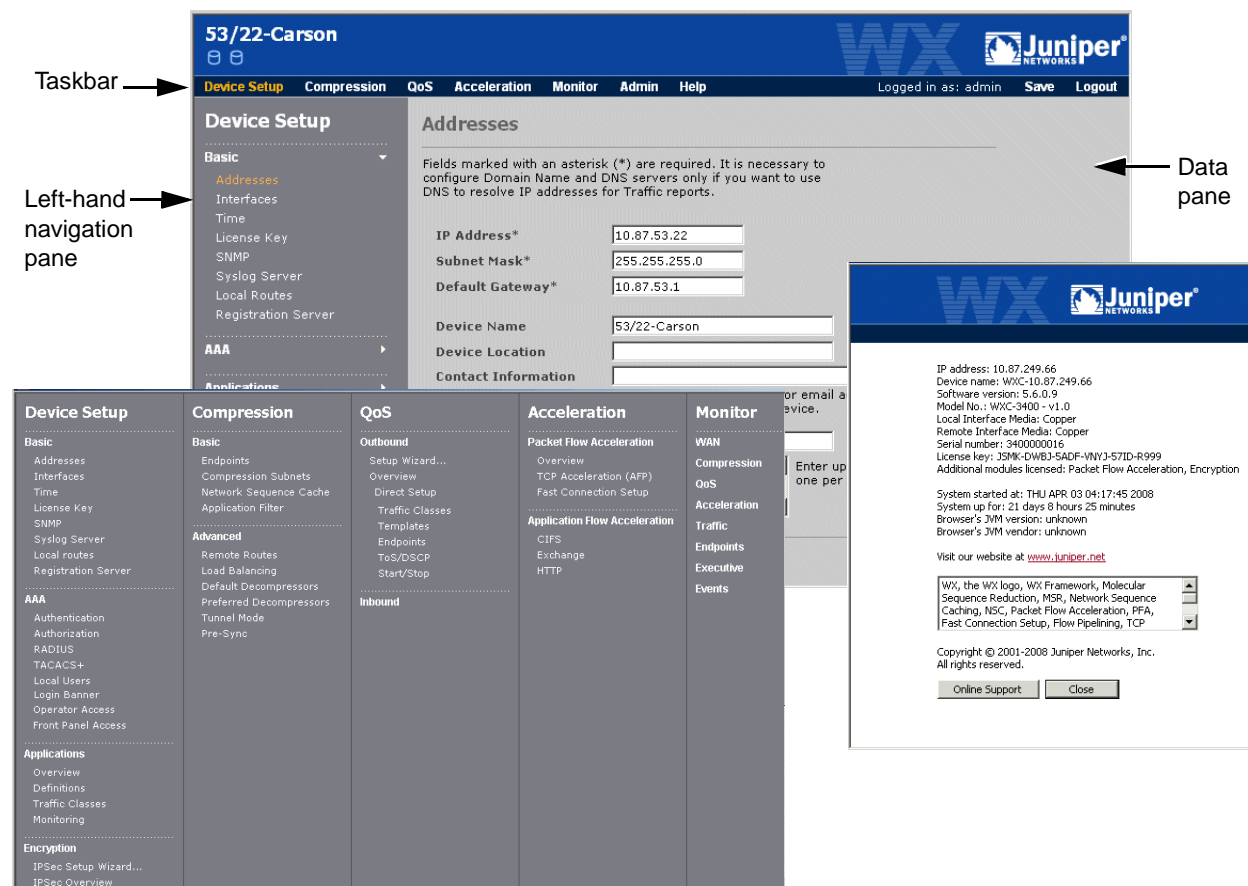 53/22-Carson
WX
Juniper®
NETWORKS
Taskbar
Device Setup Compression QoS Acceleration Monitor Admin Help Logged in as: admin Save Logout
Device Setup
Basic
Addresses
Interfaces
Time
License Key
SNMP
Syslog Server
Local Routes
Registration Server
AAA
Applications
Left-hand
navigation
pane
Addresses
Fields marked with an asterisk (*) are required. It is necessary to
configure Domain Name and DNS servers only if you want to use
DNS to resolve IP addresses for Traffic reports.
IP Address* 10.87.53.22
Subnet Mask* 255.255.255.0
Default Gateway* 10.87.53.1
Device Name 53/22-Carson
Device Location
Contact Information
or email a
evice.
Enter up
one per
Data
pane
Device Setup
Basic
Addresses
Interfaces
Time
License Key
SNMP
Syslog Server
Local routes
Registration Server
AAA
Authentication
Authorization
RADIUS
TACACS+
Local Users
Login Banner
Operator Access
Front Panel Access
Applications
Overview
Definitions
Traffic Classes
Monitoring
Encryption
IPSec Setup Wizard...
IPSec Overview
Compression
Basic
Endpoints
Compression Subnets
Network Sequence Cache
Application Filter
Advanced
Remote Routes
Load Balancing
Default Decompressors
Preferred Decompressors
Tunnel Mode
Pre-Sync
QoS
Outbound
Setup Wizard...
Overview
Direct Setup
Traffic Classes
Templates
Endpoints
ToS/DSCP
Start/Stop
Inbound
Acceleration
Packet Flow Acceleration
Overview
TCP Acceleration (AFP)
Fast Connection Setup
Application Flow Acceleration
CIFS
Exchange
HTTP
Monitor
WAN
Compression
QoS
Acceleration
Traffic
Endpoints
Executive
Events
WX
Juniper®
NETWORKS
IP address: 10.87.249.66
Device name: WXC-10.87.249.66
Software version: 5.6.0.9
Model No.: WXC-3400 - v1.0
Local Interface Media: Copper
Remote Interface Media: Copper
Serial number: 3400000016
License key: JSMK-DWBJ-5ADF-VNYJ-57ID-R999
Additional modules licensed: Packet Flow Acceleration, Encryption
System started at: THU APR 03 04:17:45 2008
System up for: 21 days 8 hours 25 minutes
Browser's JVM version: unknown
Browser's JVM vendor: unknown
Visit our website at www.juniper.net
WX, the WX logo, WX Framework, Molecular
Sequence Reduction, MSR, Network Sequence
Caching, NSC, Packet Flow Acceleration, PFA,
Fast Connection Setup, Flow Pipelining, TCP
Copyright © 2001-2008 Juniper Networks, Inc.
All rights reserved.
Online Support Close